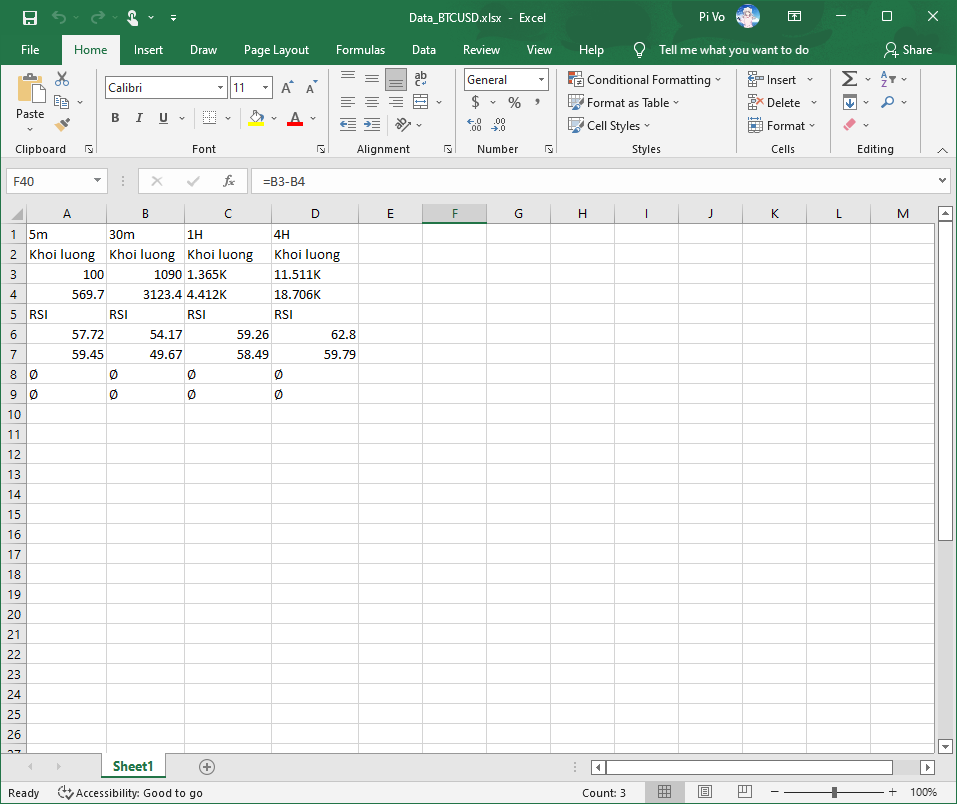 Data_BTCUSD.xlsx - Excel
Pi Vo
File Home Insert Draw Page Layout Formulas Data Review View Help Tell me what you want to do Share
Paste
Calibri 11
B I U
A A
A
ab
c
General
$ % ,
Conditional Formatting
Format as Table
Cell Styles
Insert
Delete
Format
Clipboard Font Alignment Number Styles Cells Editing
F40 fx =B3-B4
A B C D E F G H I J K L M
1 5m 30m 1H 4H
2 Khoi luong Khoi luong Khoi luong Khoi luong
3 100 1090 1.365K 11.511K
4 569.7 3123.4 4.412K 18.706K
5 RSI RSI RSI RSI
6 57.72 54.17 59.26 62.8
7 59.45 49.67 58.49 59.79
8 Ø Ø Ø Ø
9 Ø Ø Ø Ø
10
11
12
13
14
15
16
17
18
19
20
21
22
23
24
25
26
27
Sheet1
Ready Accessibility: Good to go Count: 3 100%